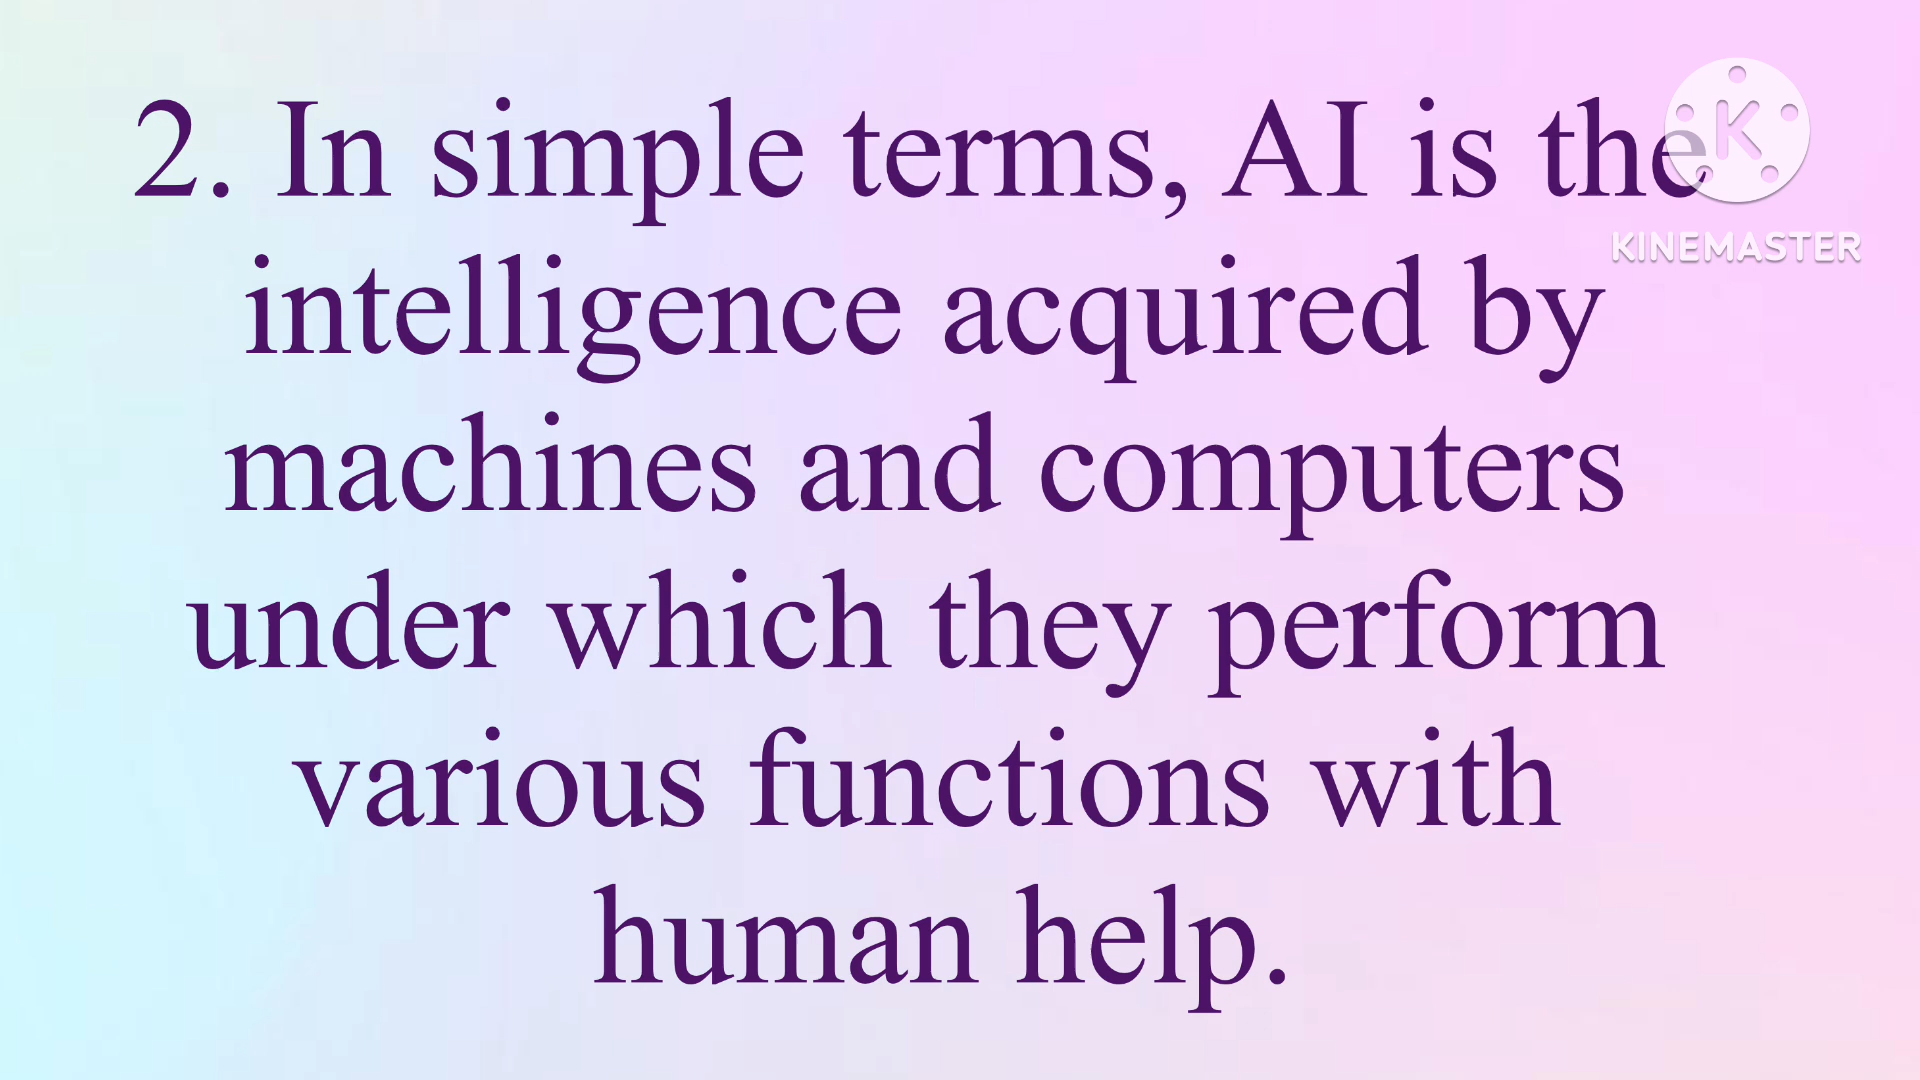 2. In simple terms, AI is the
KINEMASTER
intelligence acquired by
machines and computers
under which they perform
various functions with
human help.